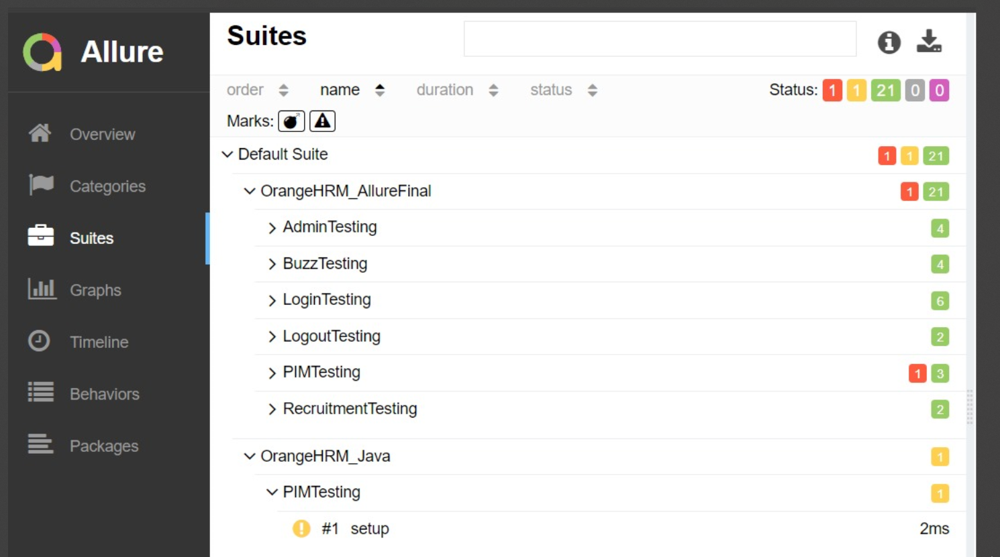 Allure
Overview
Categories
Suites
Graphs
Timeline
Behaviors
Packages
Suites
order name duration status Status: 1 1 21 0 0
Marks:
Default Suite 1 1 21
OrangeHRM_AllureFinal 1 21
AdminTesting 4
BuzzTesting 4
LoginTesting 6
LogoutTesting 2
PIMTesting 1 3
RecruitmentTesting 2
OrangeHRM_Java 1
PIMTesting 1
#1 setup 2ms